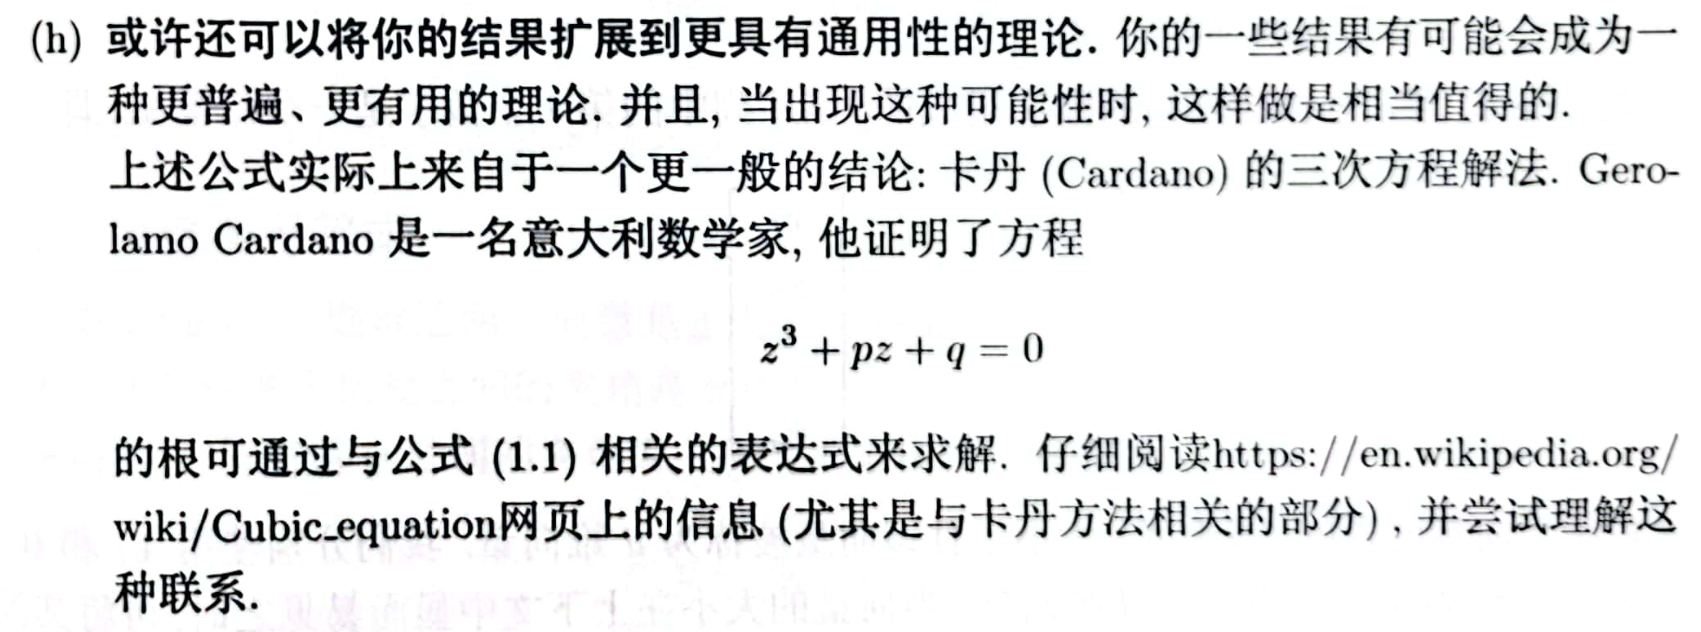 (h) 或许还可以将你的结果扩展到更具有通用性的理论. 你的一些结果有可能会成为一
种更普遍、更有用的理论. 并且, 当出现这种可能性时, 这样做是相当值得的.
上述公式实际上来自于一个更一般的结论: 卡丹 (Cardano) 的三次方程解法. Gero-
lamo Cardano 是一名意大利数学家, 他证明了方程
z³ + pz + q = 0
的根可通过与公式 (1.1) 相关的表达式来求解. 仔细阅读https://en.wikipedia.org/
wiki/Cubic_equation网页上的信息 (尤其是与卡丹方法相关的部分) , 并尝试理解这
种联系.